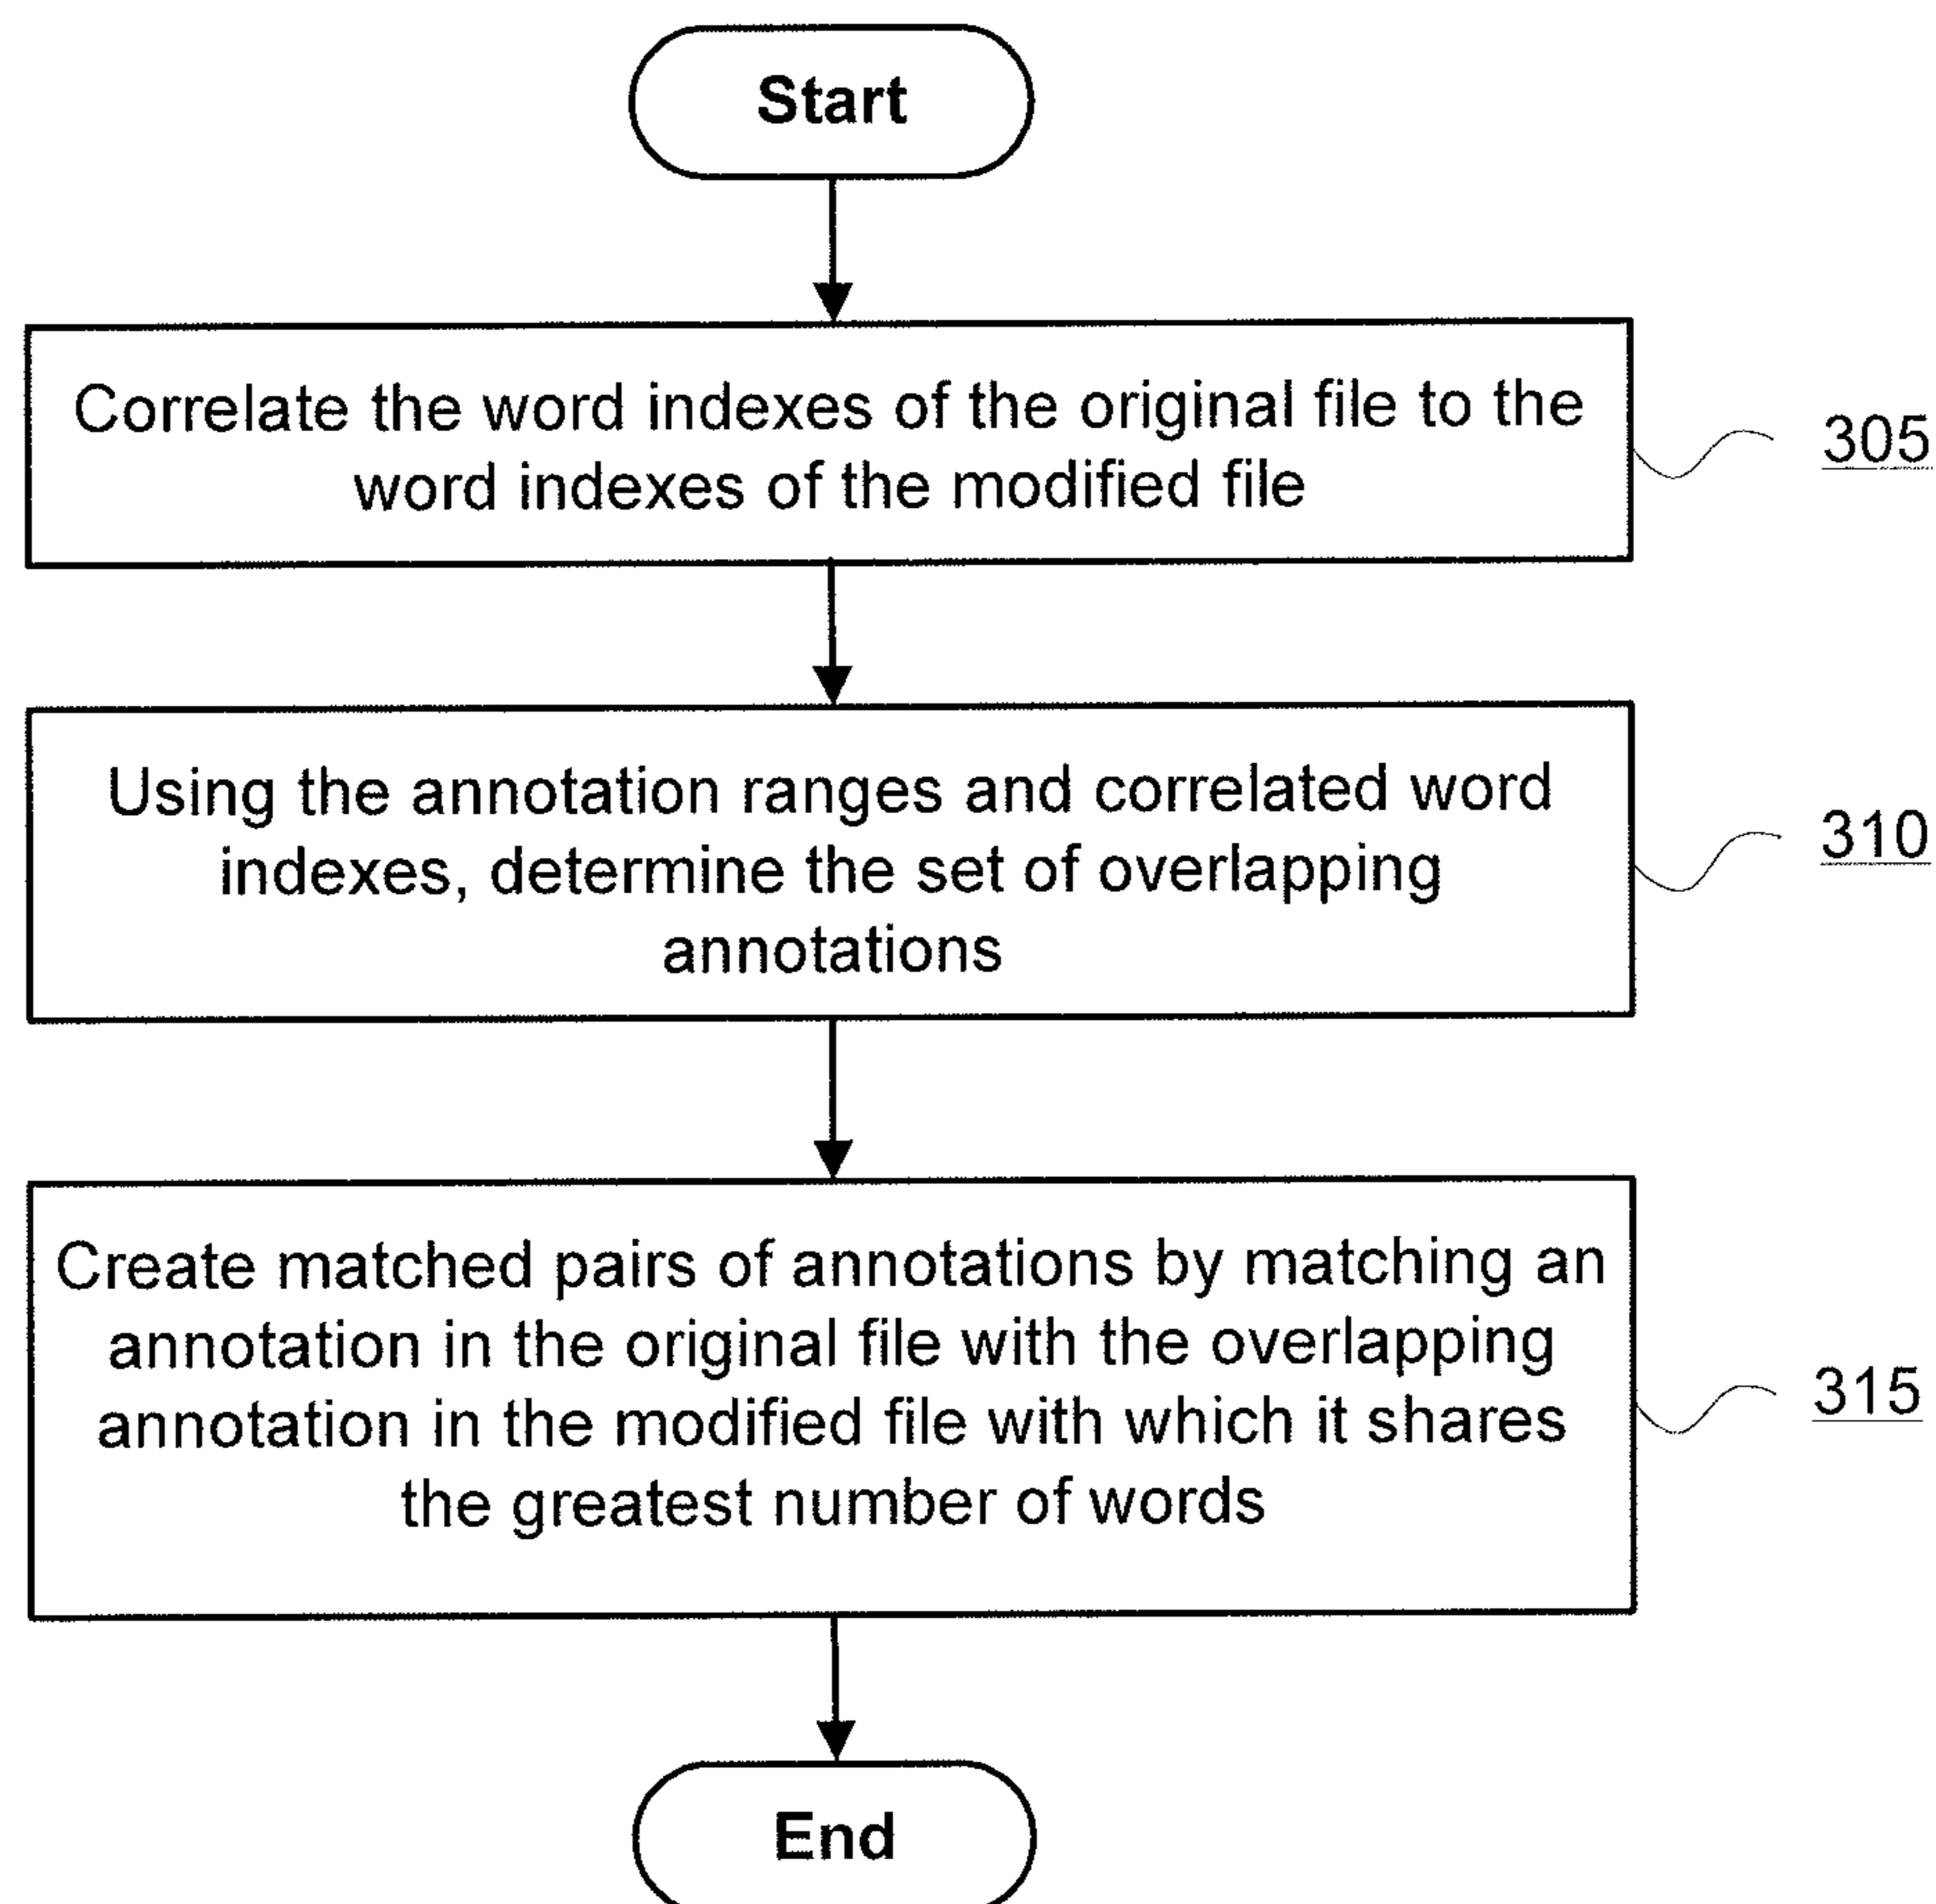 Start
Correlate the word indexes of the original file to the
word indexes of the modified file
305
Using the annotation ranges and correlated word
indexes, determine the set of overlapping
annotations
310
Create matched pairs of annotations by matching an
annotation in the original file with the overlapping
annotation in the modified file with which it shares
the greatest number of words
315
End